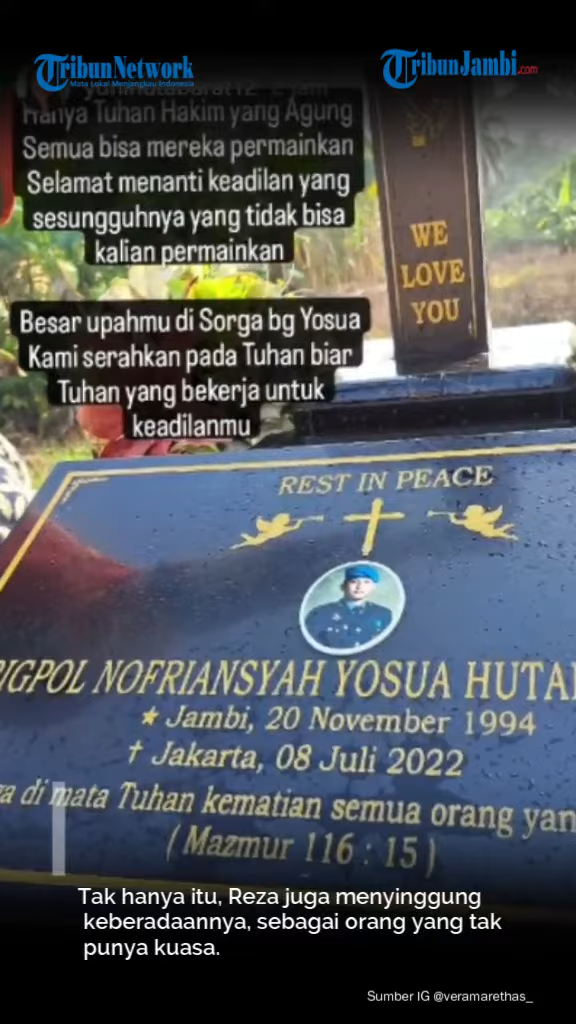 TribunNetwork
Mata Lokal Menjangkau Indonesia
TribunJambi.com
Hanya Tuhan Hakim yang Agung
Semua bisa mereka permainkan
Selamat menanti keadilan yang
sesungguhnya yang tidak bisa
kalian permainkan
WE
LOVE
YOU
Besar upahmu di Sorga bg Yosua
Kami serahkan pada Tuhan biar
Tuhan yang bekerja untuk
keadilanmu
REST IN PEACE
NOFRIANSYAH YOSUA
★ Jambi, 20 November 1994
† Jakarta, 08 Juli 2022
di mata Tuhan kematian semua orang
( Mazmur 116 : 15 )
Tak hanya itu, Reza juga menyinggung
keberadaannya, sebagai orang yang tak
punya kuasa.
Sumber IG @veramarethas_